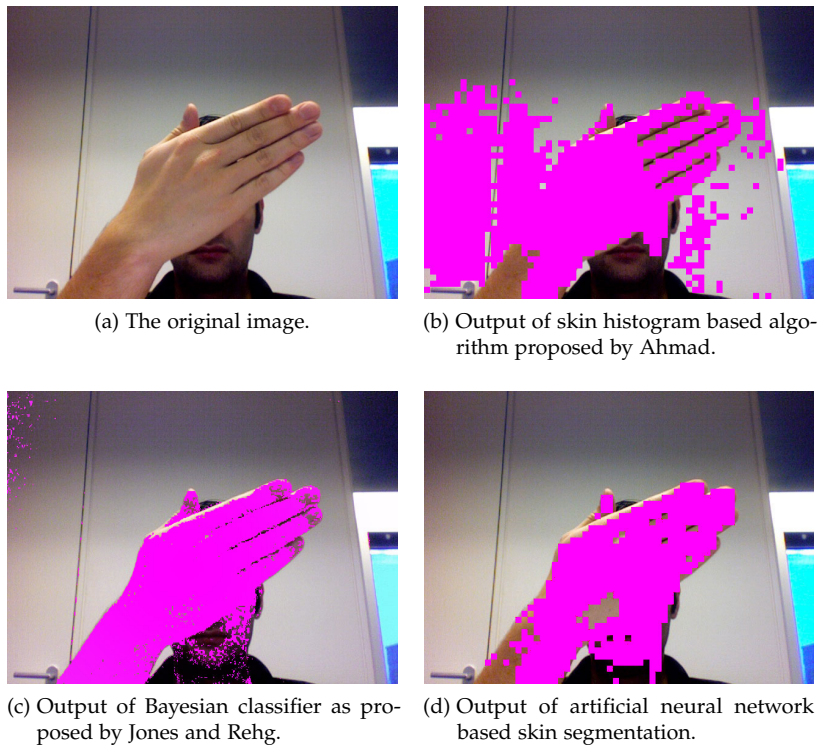 (a) The original image.
(b) Output of skin histogram based algo-
rithm proposed by Ahmad.
(c) Output of Bayesian classifier as pro-
posed by Jones and Rehg.
(d) Output of artificial neural network
based skin segmentation.